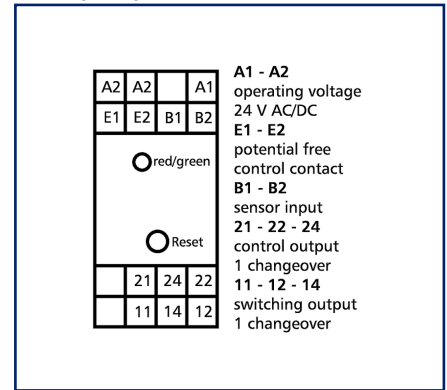 A2 A2 A1
E1 E2 B1 B2
red/green
Reset
21 24 22
11 14 12
A1 - A2
operating voltage
24 V AC/DC
E1 - E2
potential free
control contact
B1 - B2
sensor input
21 - 22 - 24
control output
1 changeover
11 - 12 - 14
switching output
1 changeover